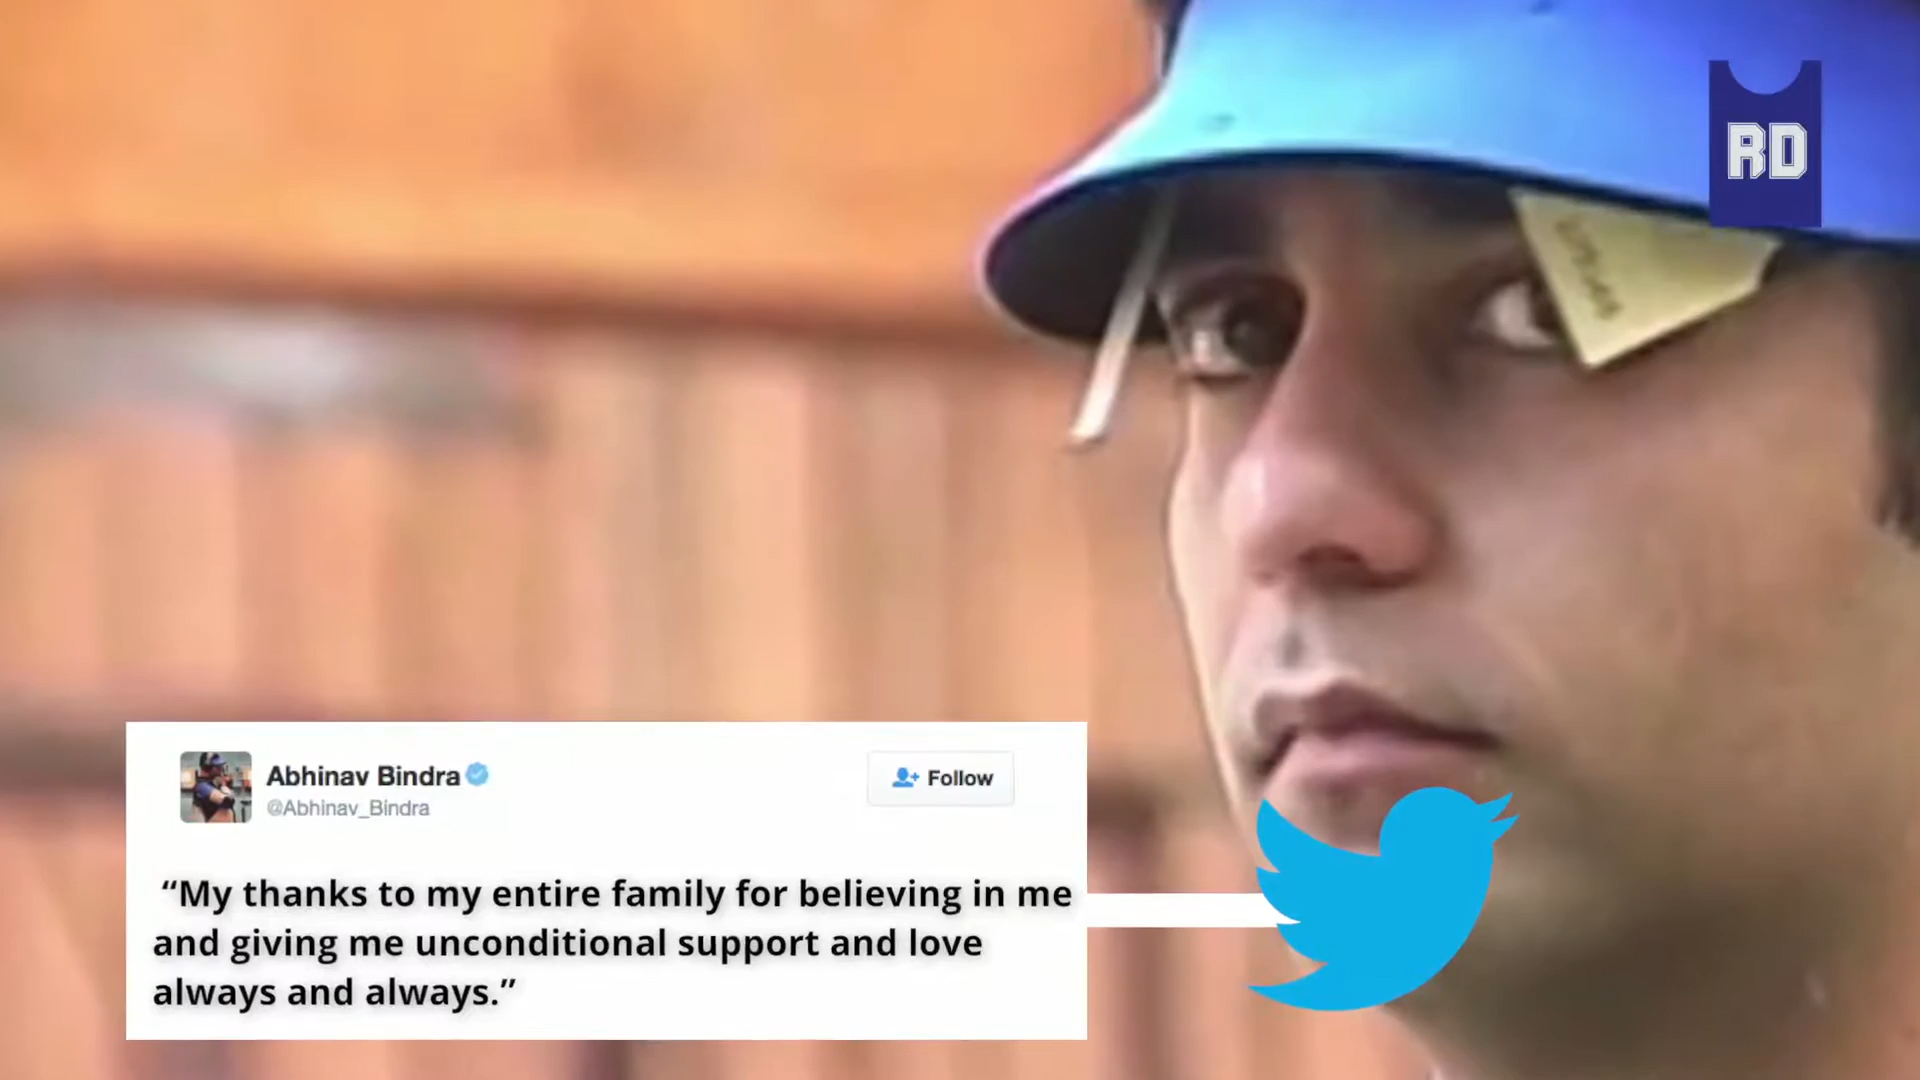 RD
Abhinav Bindra
@Abhinav_Bindra
Follow
“My thanks to my entire family for believing in me
and giving me unconditional support and love
always and always.”